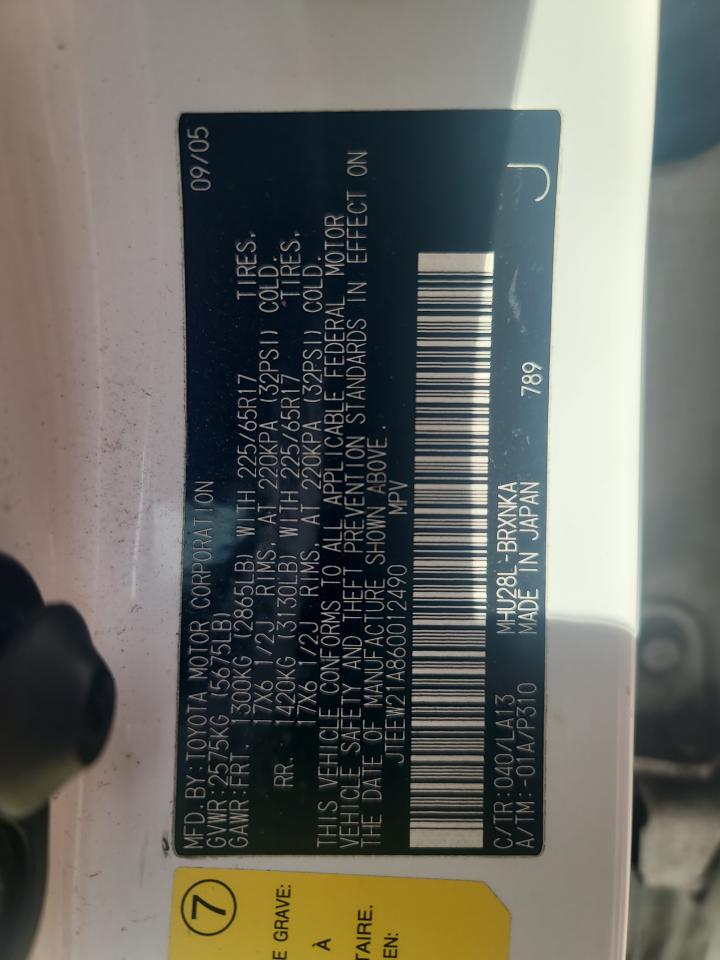 MFD. BY: TOYOTA MOTOR CORPORATION 09/05
GVWR: 2575KG (5675LB)
GAWR: FRT. 1300KG (2865LB) WITH 225/65R17 TIRES,
17X6 1/2J RIMS, AT 220KPA (32PSI) COLD.
RR. 1420KG (3130LB) WITH 225/65R17 TIRES,
17X6 1/2J RIMS, AT 220KPA (32PSI) COLD.
THIS VEHICLE CONFORMS TO ALL APPLICABLE FEDERAL MOTOR
VEHICLE SAFETY AND THEFT PREVENTION STANDARDS IN EFFECT ON
THE DATE OF MANUFACTURE SHOWN ABOVE.
JTEEW21A860012490 MPV
C/TR: 040/LA13 MHU28L-BRXNKA
A/TM: -01A/P310 MADE IN JAPAN 789
J
7
E GRAVE:
À
TAIRE.
EN: